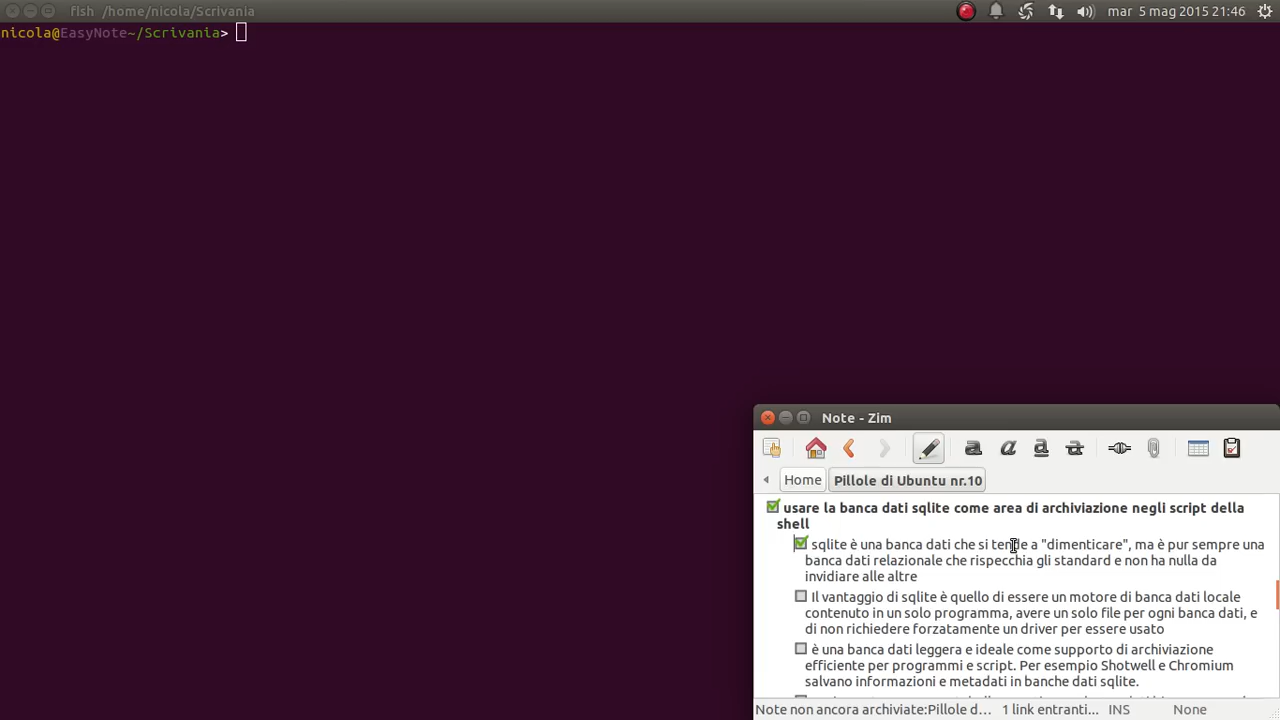 fish /home/nicola/Scrivania
mar 5 mag 2015 21:46
nicola@EasyNote~/Scrivania>
Note - Zim
Home
Pillole di Ubuntu nr.10
usare la banca dati sqlite come area di archiviazione negli script della
shell
sqlite è una banca dati che si tende a "dimenticare", ma è pur sempre una
banca dati relazionale che rispecchia gli standard e non ha nulla da
invidiare alle altre
Il vantaggio di sqlite è quello di essere un motore di banca dati locale
contenuto in un solo programma, avere un solo file per ogni banca dati, e
di non richiedere forzatamente un driver per essere usato
è una banca dati leggera e ideale come supporto di archiviazione
efficiente per programmi e script. Per esempio Shotwell e Chromium
salvano informazioni e metadati in banche dati sqlite.
Note non ancora archiviate:Pillole d... 1 link entranti... INS None